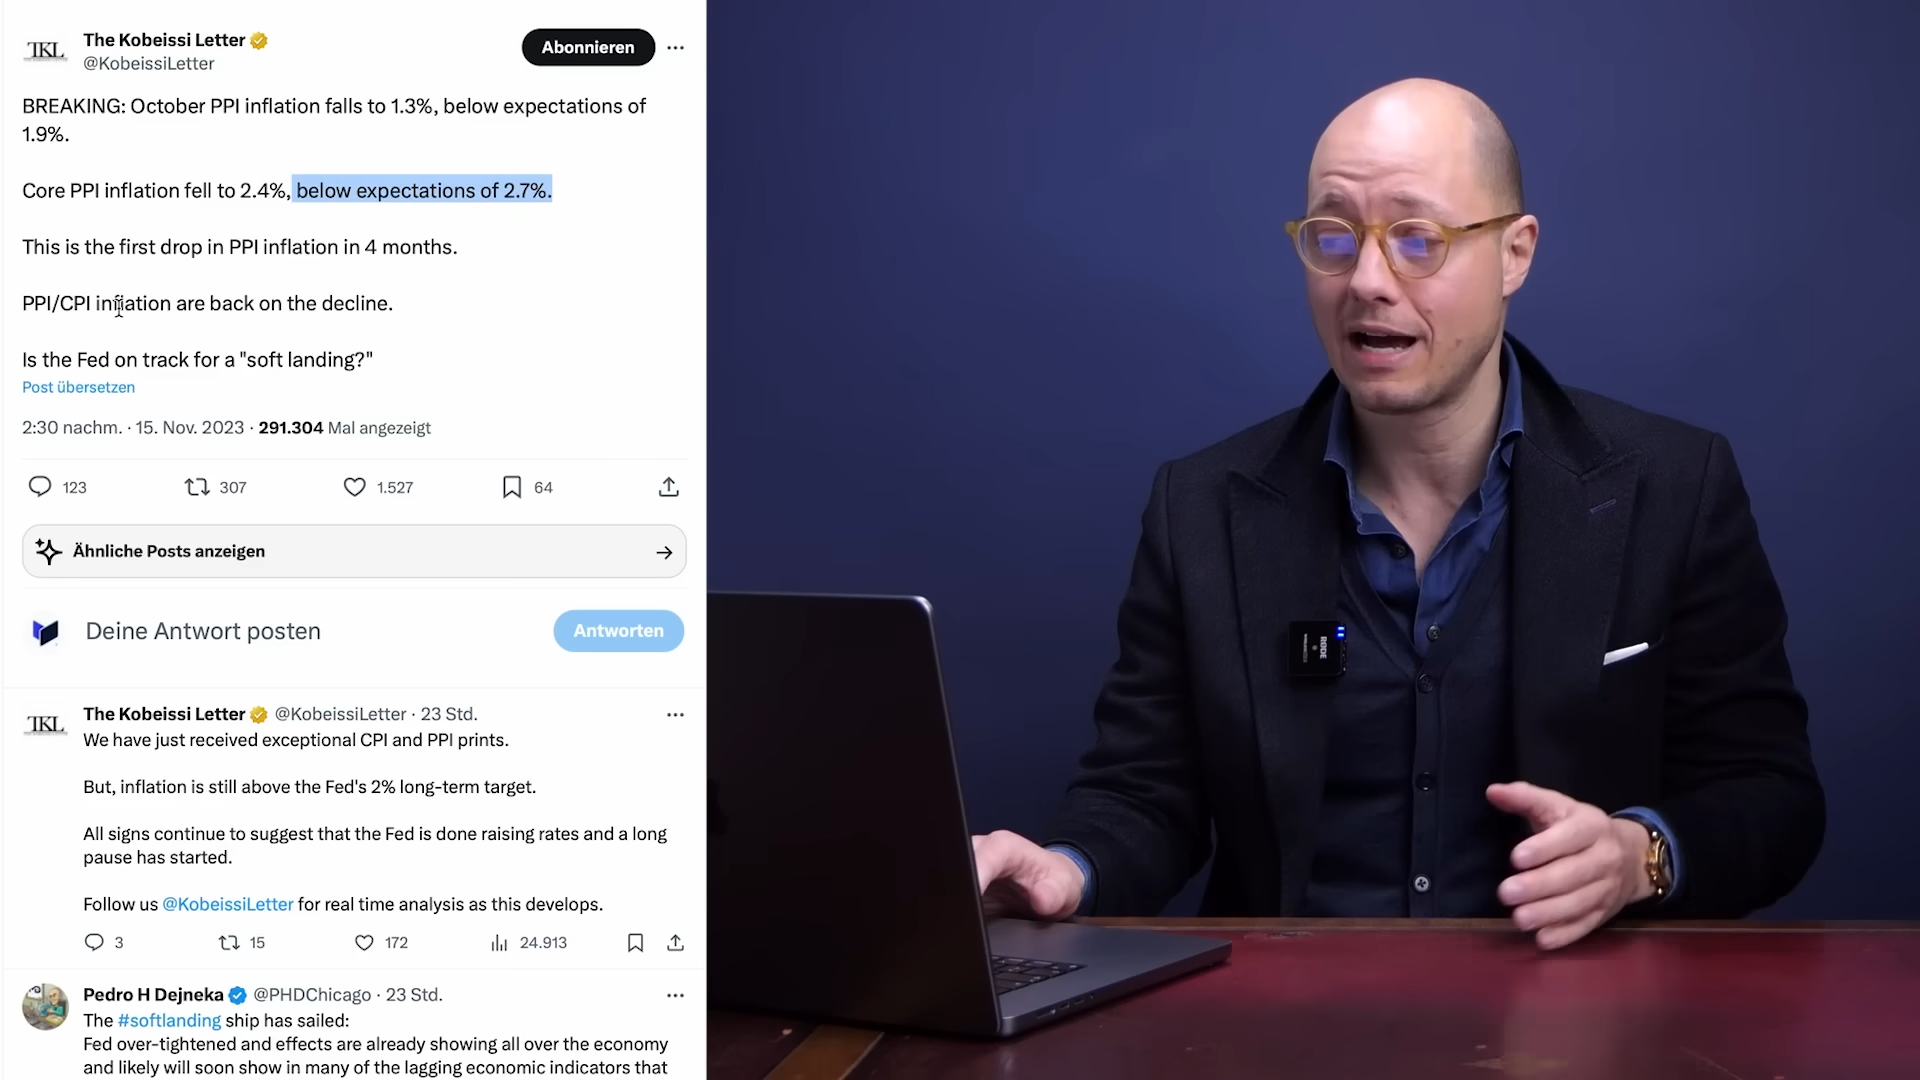 TKL
The Kobeissi Letter
@KobeissiLetter
Abonnieren
BREAKING: October PPI inflation falls to 1.3%, below expectations of
1.9%.
Core PPI inflation fell to 2.4%, below expectations of 2.7%.
This is the first drop in PPI inflation in 4 months.
PPI/CPI inflation are back on the decline.
Is the Fed on track for a "soft landing?"
Post übersetzen
2:30 nachm. · 15. Nov. 2023 · 291.304 Mal angezeigt
123 307 1.527 64
Ähnliche Posts anzeigen
Deine Antwort posten
Antworten
TKL
The Kobeissi Letter @KobeissiLetter · 23 Std.
We have just received exceptional CPI and PPI prints.
But, inflation is still above the Fed's 2% long-term target.
All signs continue to suggest that the Fed is done raising rates and a long
pause has started.
Follow us @KobeissiLetter for real time analysis as this develops.
3 15 172 24.913
Pedro H Dejneka @PHDChicago · 23 Std.
The #softlanding ship has sailed:
Fed over-tightened and effects are already showing all over the economy
and likely will soon show in many of the lagging economic indicators that
RØDE